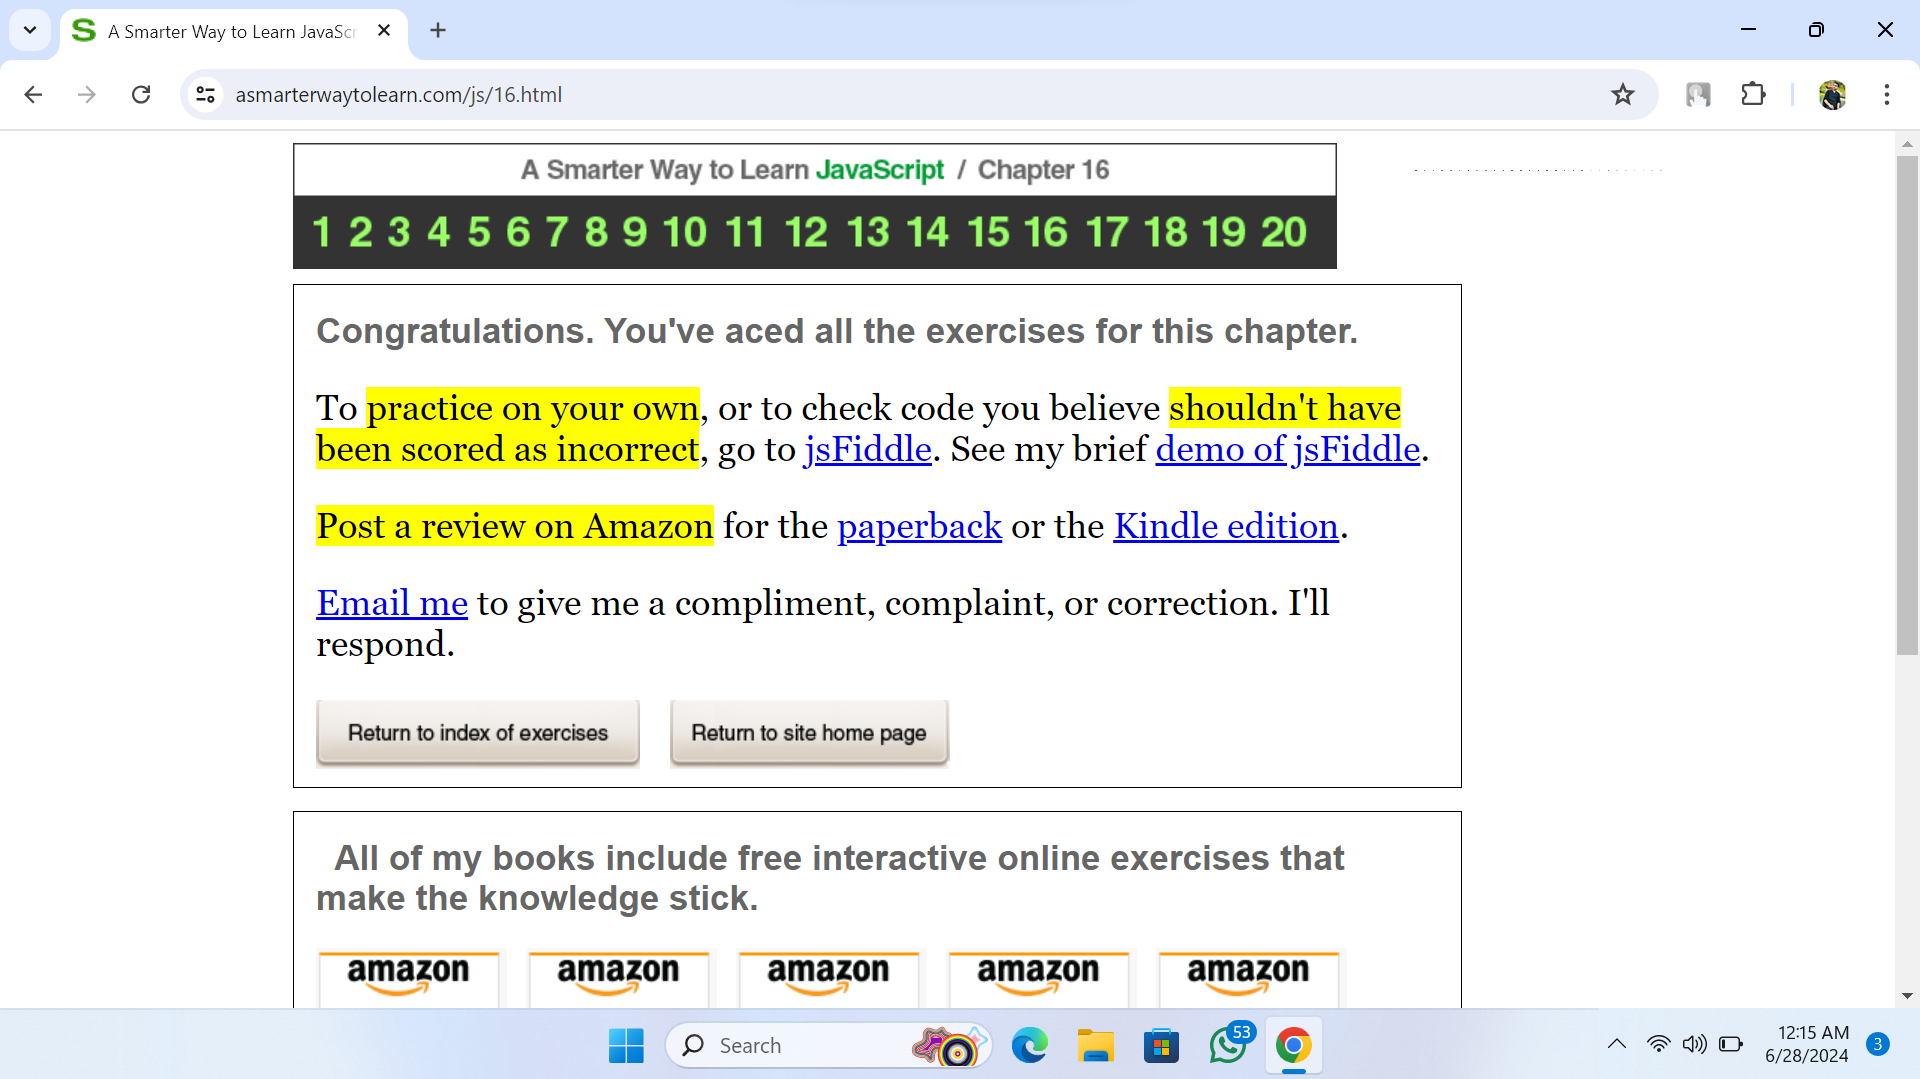 A Smarter Way to Learn JavaScr
asmarterwaytolearn.com/js/16.html
A Smarter Way to Learn JavaScript / Chapter 16
1 2 3 4 5 6 7 8 9 10 11 12 13 14 15 16 17 18 19 20
Congratulations. You've aced all the exercises for this chapter.
To practice on your own, or to check code you believe shouldn't have
been scored as incorrect, go to jsFiddle. See my brief demo of jsFiddle.
Post a review on Amazon for the paperback or the Kindle edition.
Email me to give me a compliment, complaint, or correction. I'll
respond.
Return to index of exercises Return to site home page
All of my books include free interactive online exercises that
make the knowledge stick.
amazon amazon amazon amazon amazon
Search
53
12:15 AM
6/28/2024
3